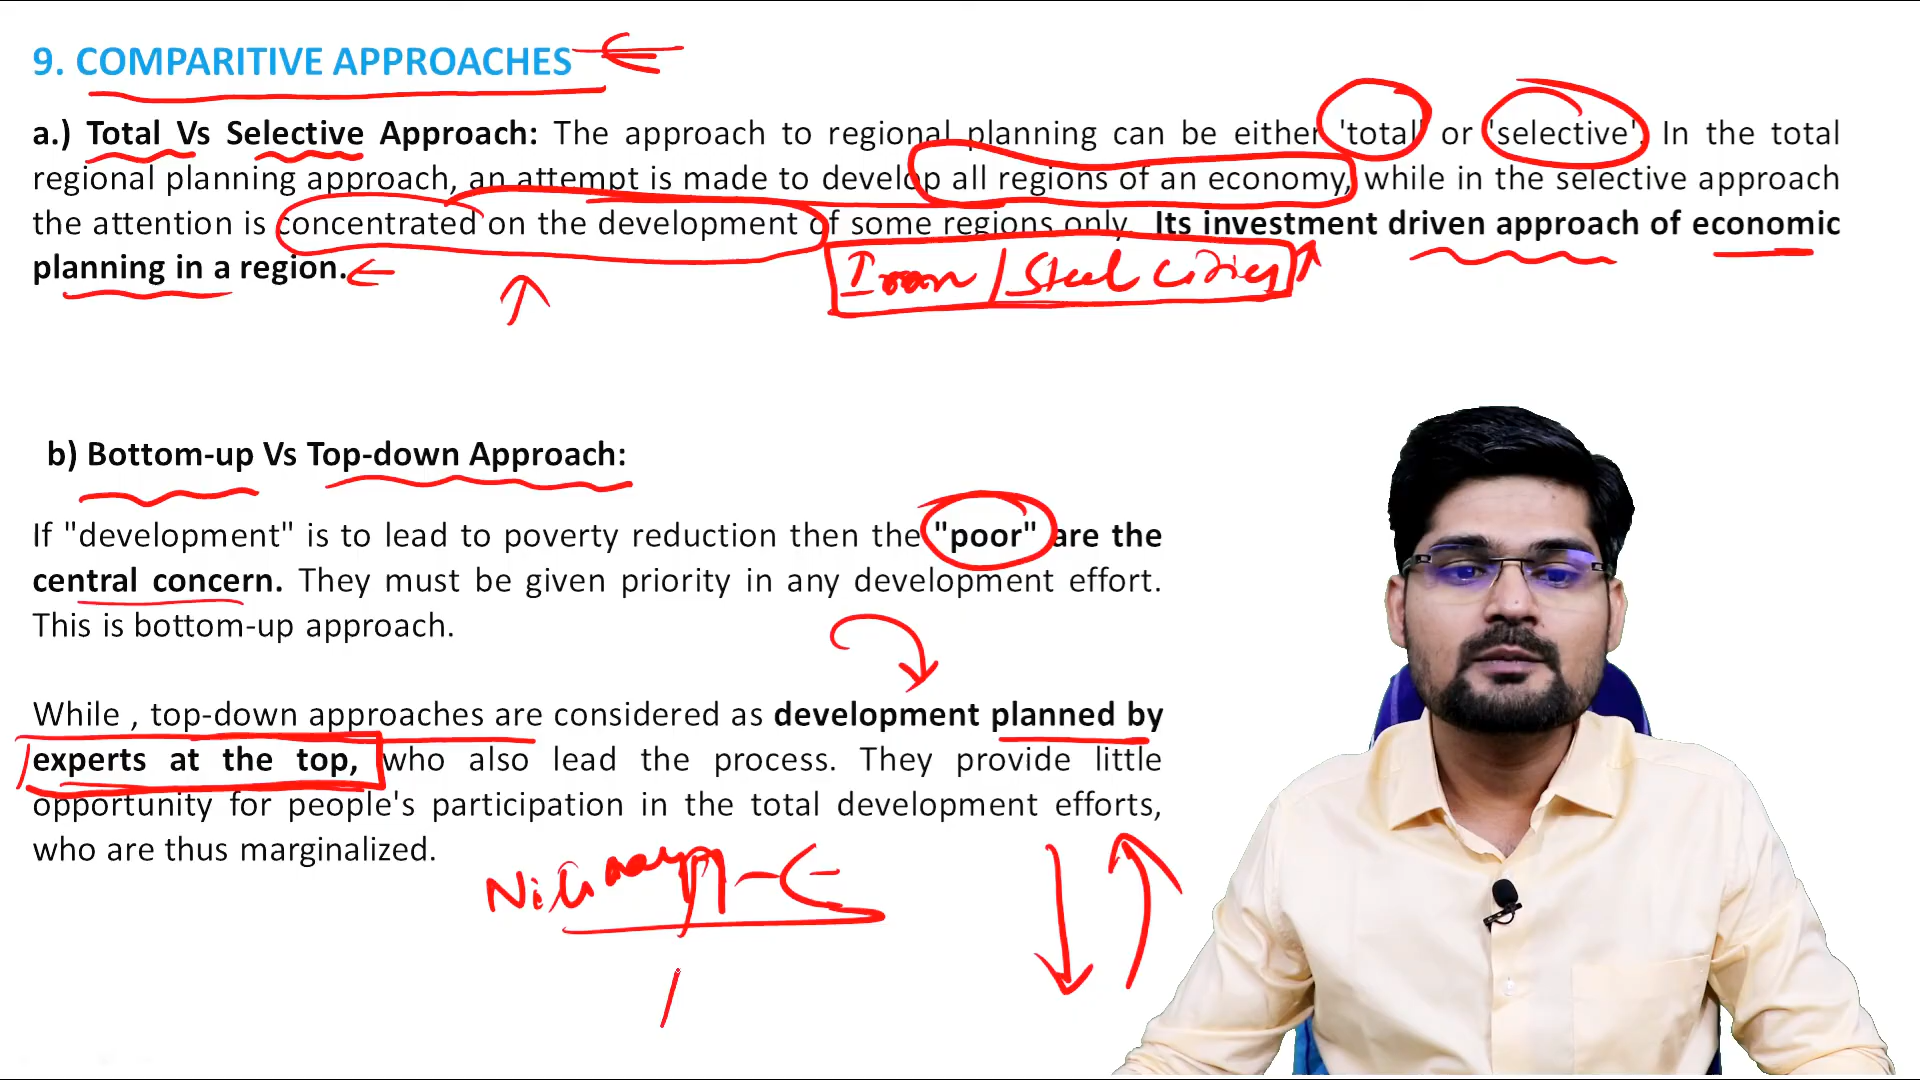 9. COMPARITIVE APPROACHES
a.) Total Vs Selective Approach: The approach to regional planning can be either 'total' or 'selective'. In the total
regional planning approach, an attempt is made to develop all regions of an economy, while in the selective approach
the attention is concentrated on the development of some regions only. Its investment driven approach of economic
planning in a region.
Iron / Steel Cities
b) Bottom-up Vs Top-down Approach:
If "development" is to lead to poverty reduction then the "poor" are the
central concern. They must be given priority in any development effort.
This is bottom-up approach.
While , top-down approaches are considered as development planned by
experts at the top, who also lead the process. They provide little
opportunity for people's participation in the total development efforts,
who are thus marginalized.